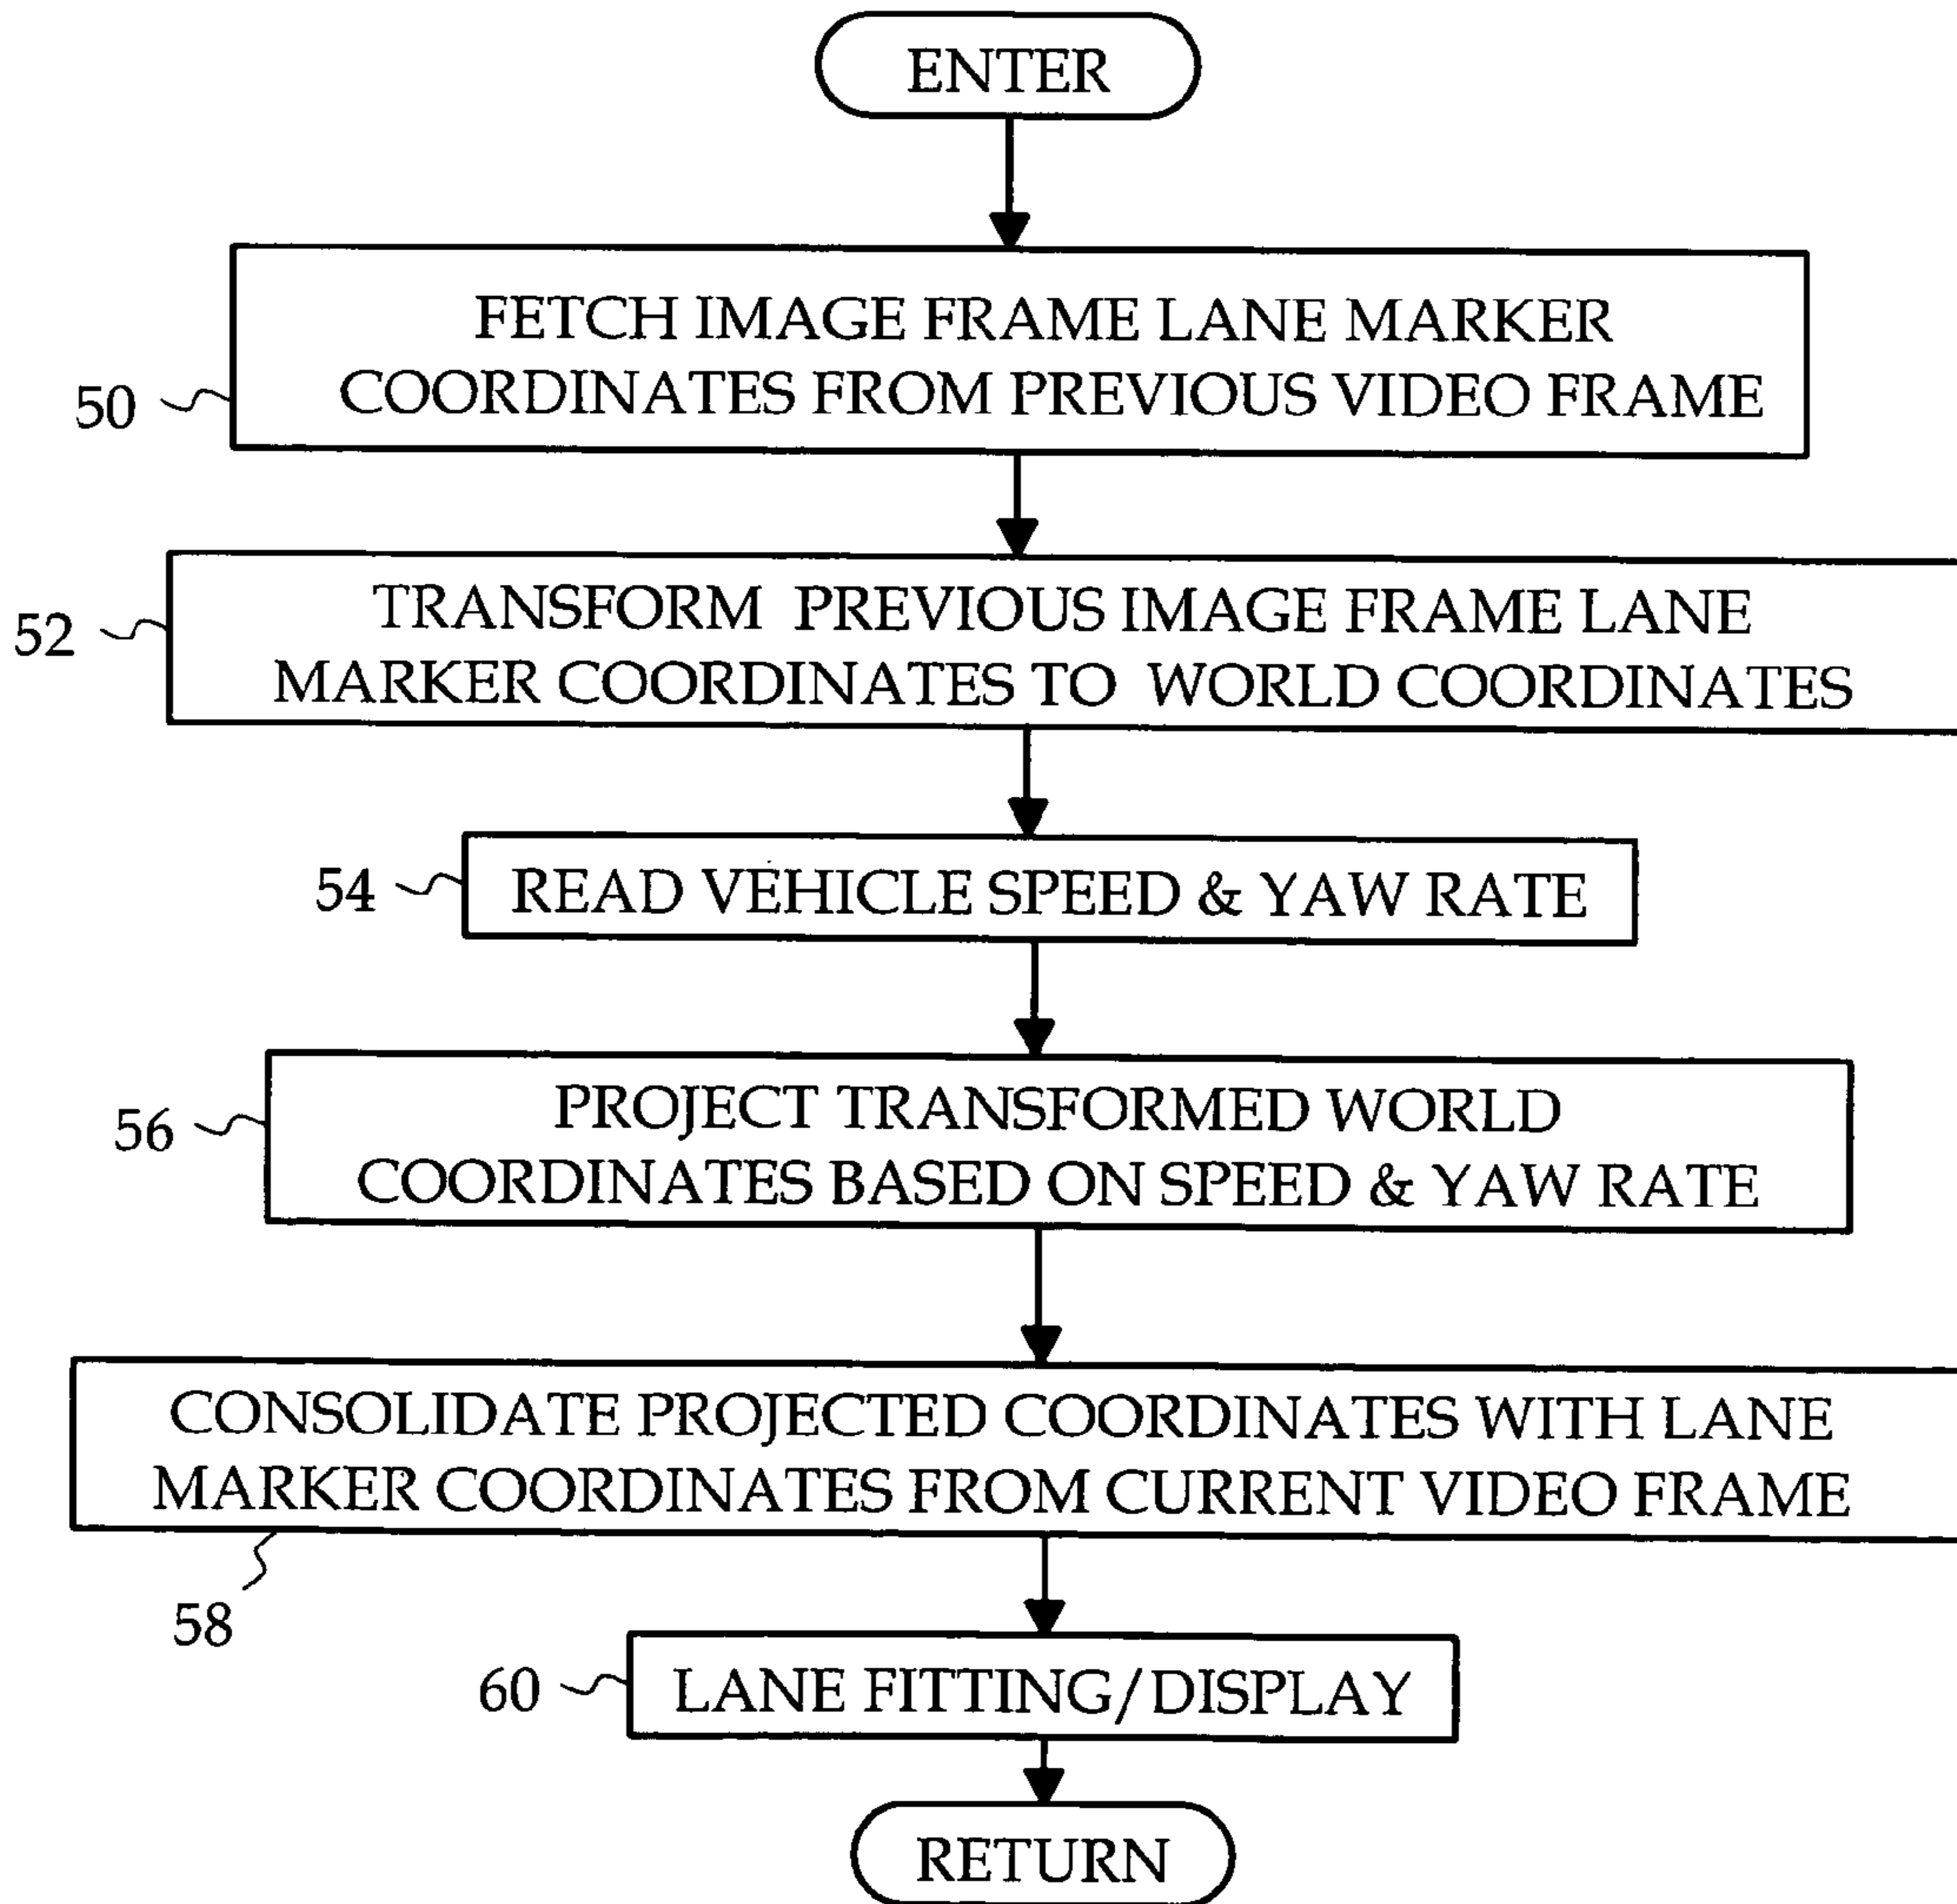 ENTER
FETCH IMAGE FRAME LANE MARKER
COORDINATES FROM PREVIOUS VIDEO FRAME
50
TRANSFORM PREVIOUS IMAGE FRAME LANE
MARKER COORDINATES TO WORLD COORDINATES
52
54
READ VEHICLE SPEED & YAW RATE
PROJECT TRANSFORMED WORLD
COORDINATES BASED ON SPEED & YAW RATE
56
CONSOLIDATE PROJECTED COORDINATES WITH LANE
MARKER COORDINATES FROM CURRENT VIDEO FRAME
58
60
LANE FITTING/DISPLAY
RETURN